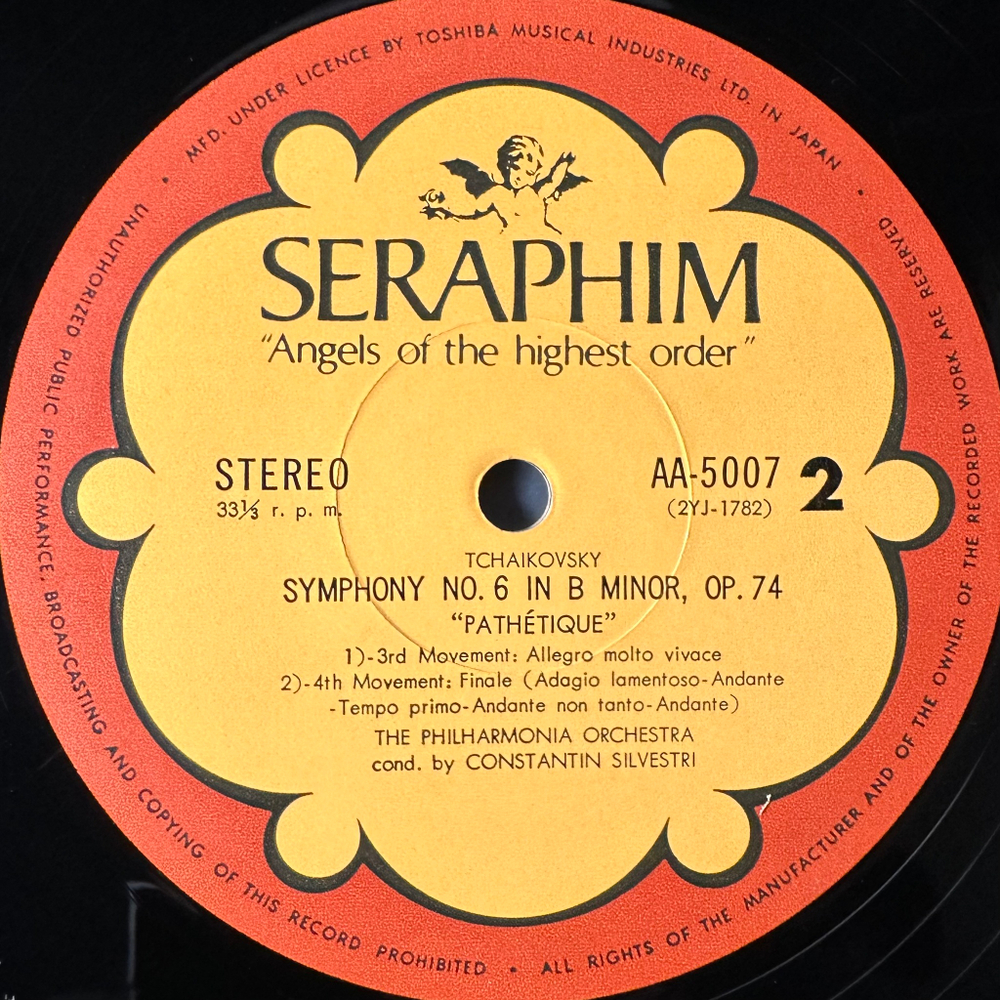 MFD. UNDER LICENCE BY TOSHIBA MUSICAL INDUSTRIES LTD. IN JAPAN
SERAPHIM
"Angels of the highest order"
STEREO
33⅓ r. p. m.
AA-5007 2
(2YJ-1782)
TCHAIKOVSKY
SYMPHONY NO. 6 IN B MINOR, OP. 74
"PATHÉTIQUE"
1)-3rd Movement: Allegro molto vivace
2)-4th Movement: Finale (Adagio lamentoso-Andante
-Tempo primo-Andante non tanto-Andante)
THE PHILHARMONIA ORCHESTRA
cond. by CONSTANTIN SILVESTRI
UNAUTHORIZED PUBLIC PERFORMANCE, BROADCASTING AND COPYING OF THIS RECORD PROHIBITED • ALL RIGHTS OF THE MANUFACTURER AND OF THE OWNER OF THE RECORDED WORK ARE RESERVED